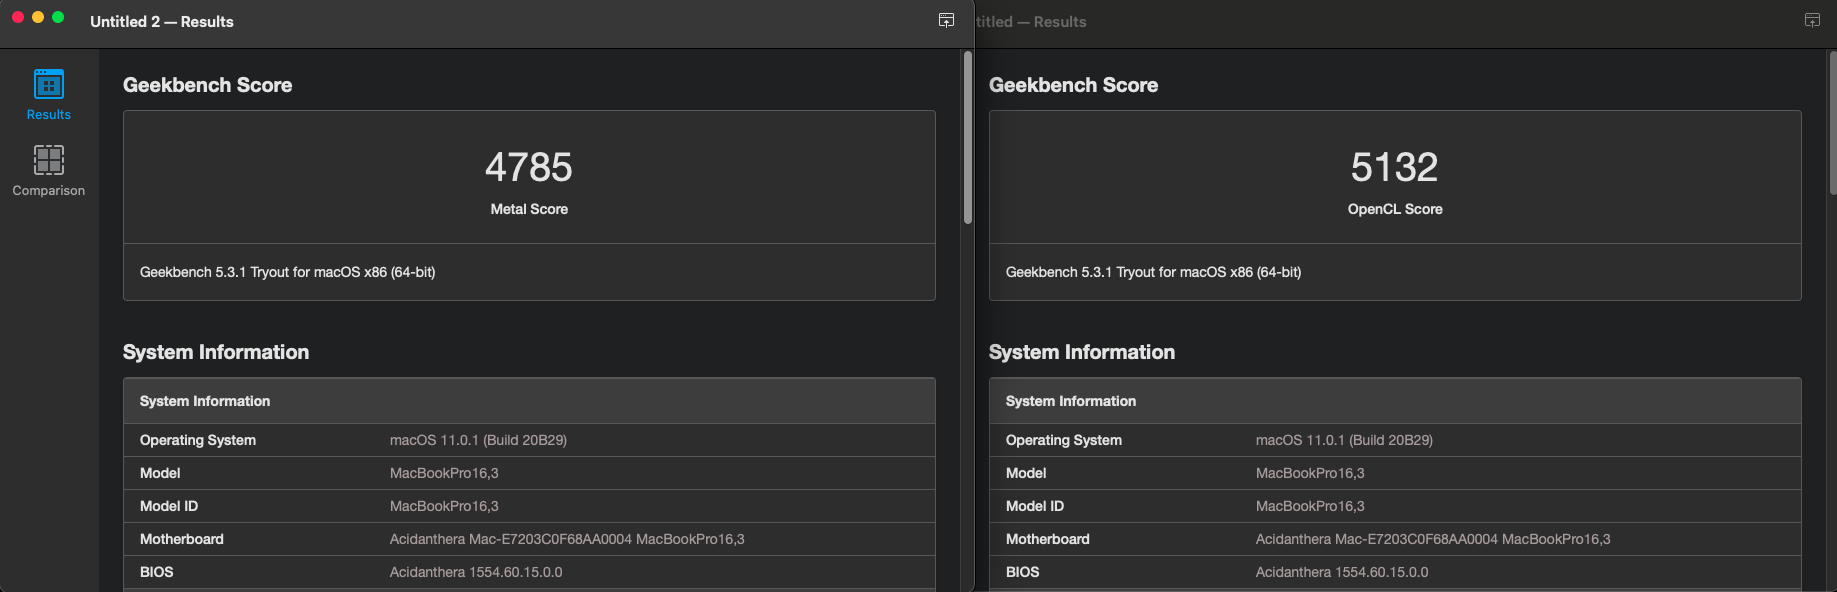 Untitled 2 — Results
Results
Comparison
Geekbench Score
4785
Metal Score
Geekbench 5.3.1 Tryout for macOS x86 (64-bit)
System Information
System Information
Operating System macOS 11.0.1 (Build 20B29)
Model MacBookPro16,3
Model ID MacBookPro16,3
Motherboard Acidanthera Mac-E7203C0F68AA0004 MacBookPro16,3
BIOS Acidanthera 1554.60.15.0.0
titled — Results
Geekbench Score
5132
OpenCL Score
Geekbench 5.3.1 Tryout for macOS x86 (64-bit)
System Information
System Information
Operating System macOS 11.0.1 (Build 20B29)
Model MacBookPro16,3
Model ID MacBookPro16,3
Motherboard Acidanthera Mac-E7203C0F68AA0004 MacBookPro16,3
BIOS Acidanthera 1554.60.15.0.0